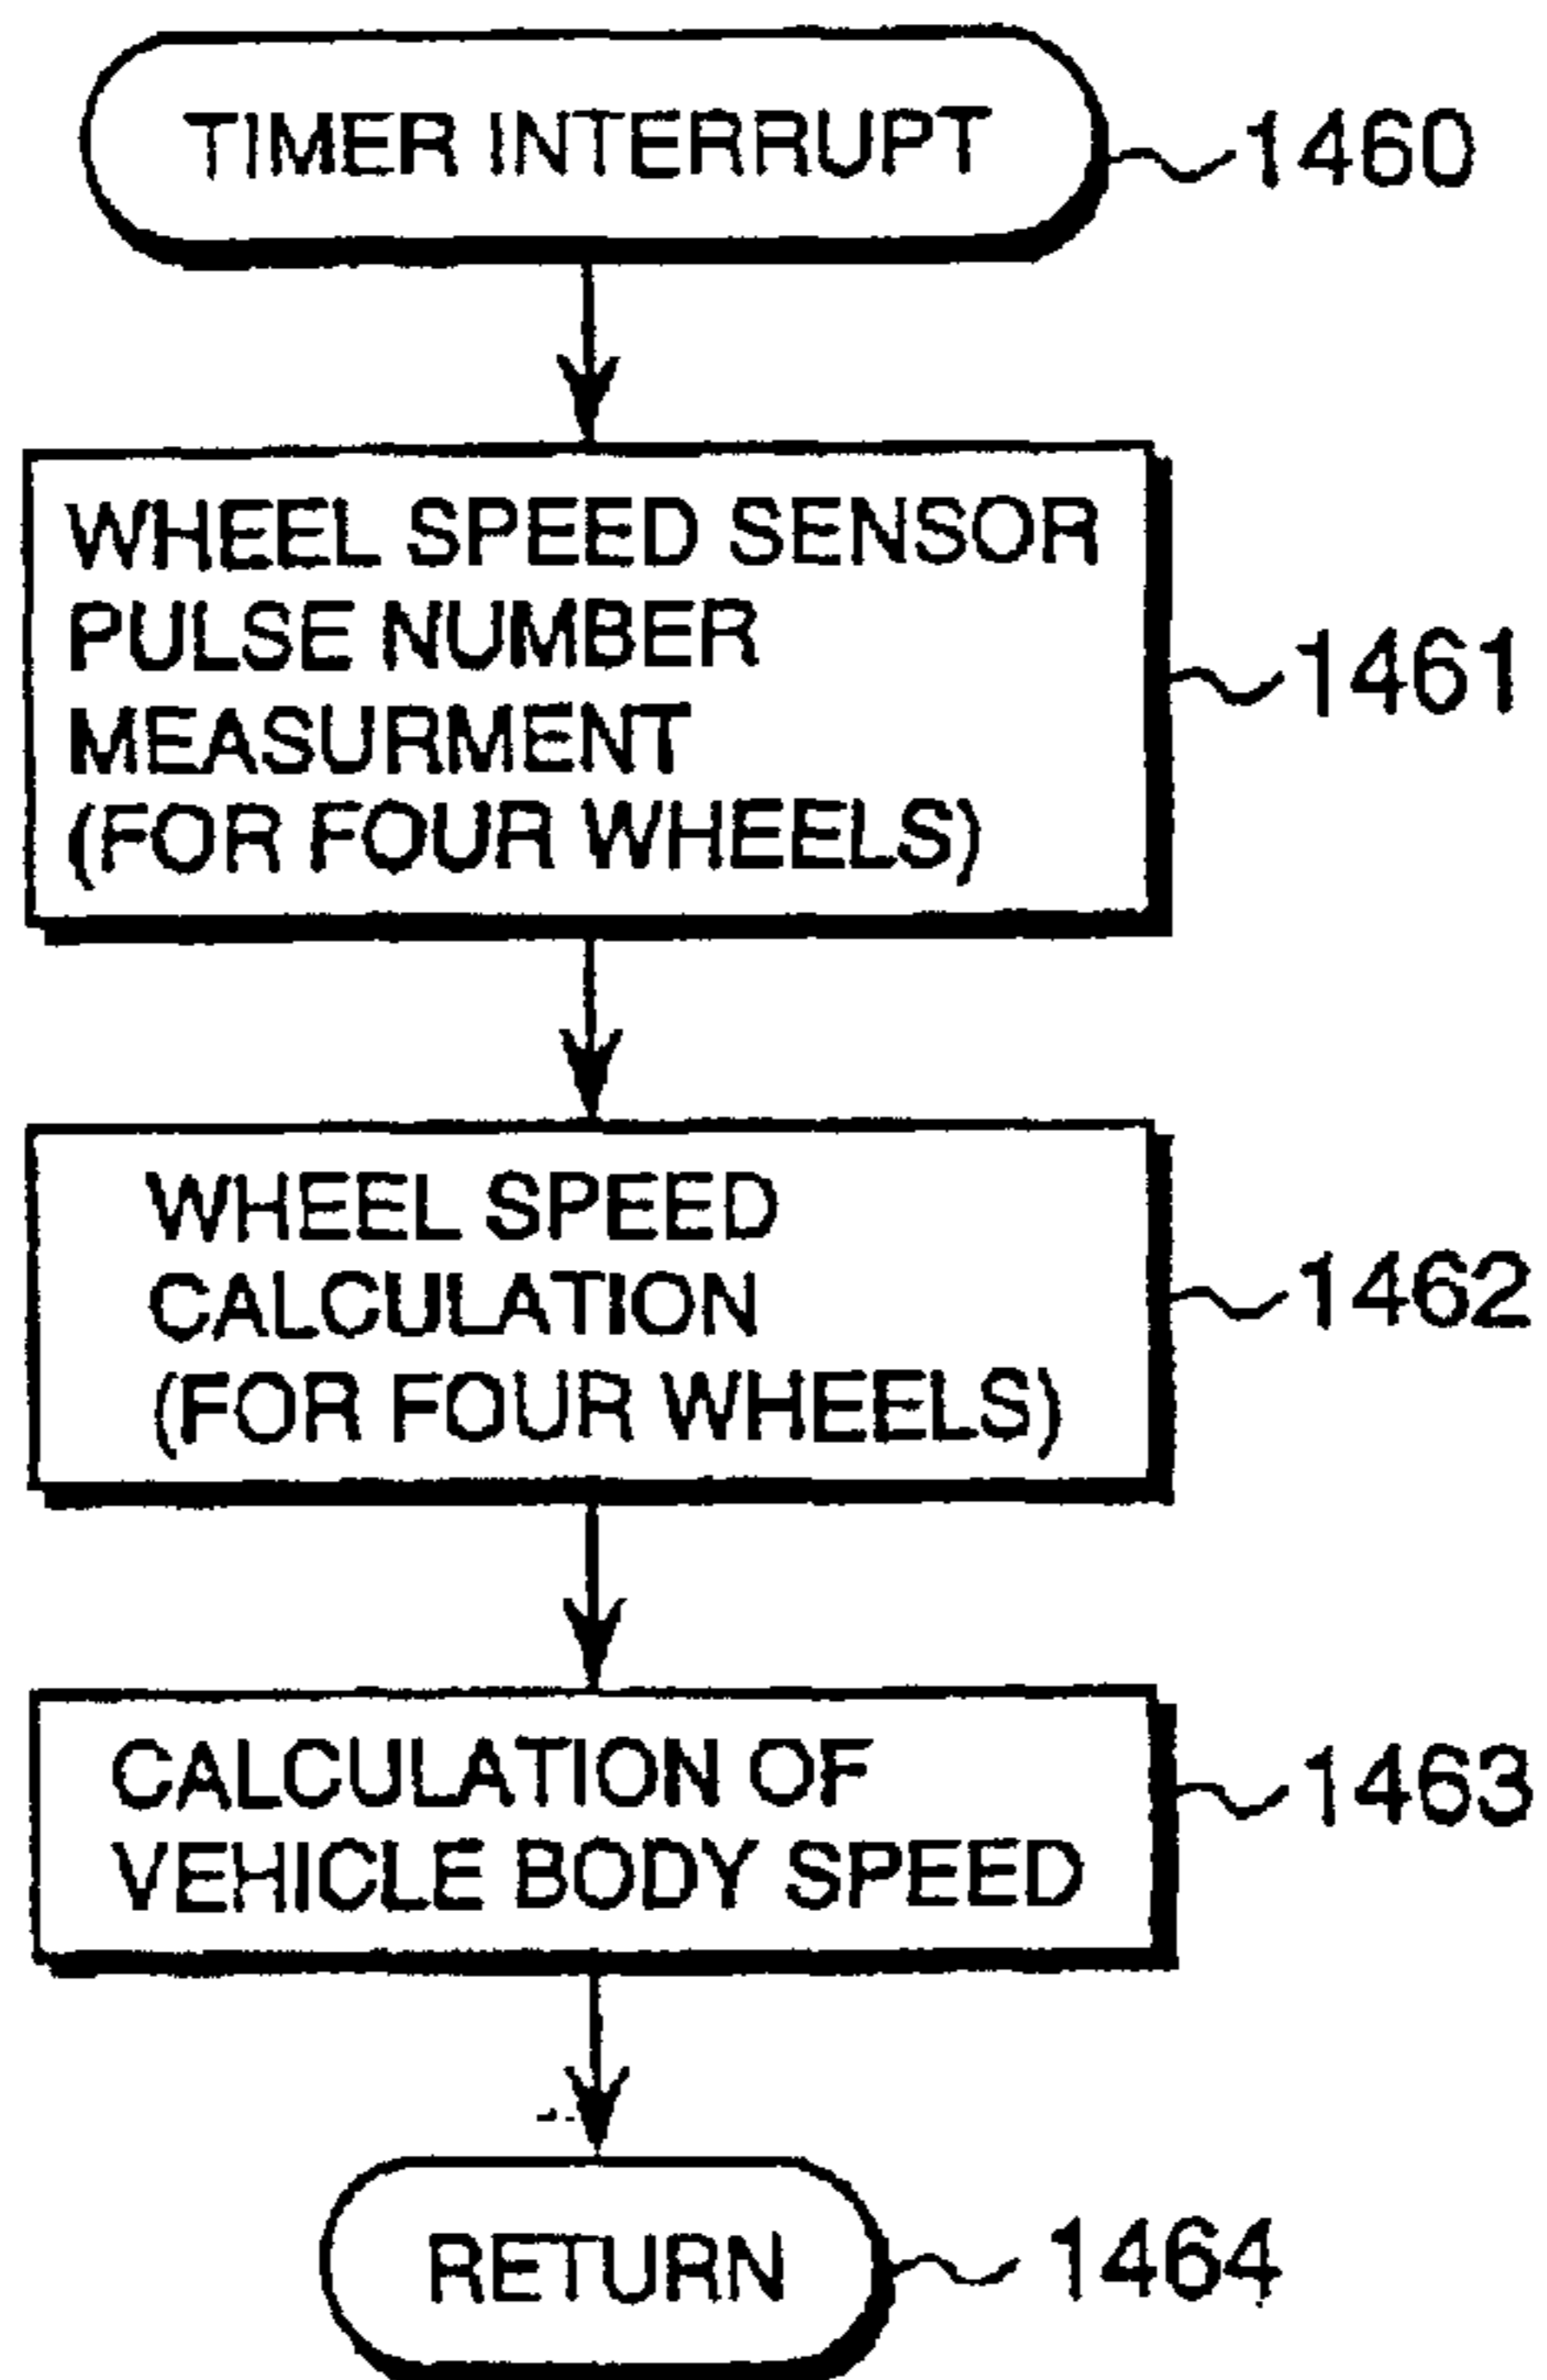 TIMER INTERRUPT
1460
WHEEL SPEED SENSOR
PULSE NUMBER
MEASURMENT
(FOR FOUR WHEELS)
1461
WHEEL SPEED
CALCULATION
(FOR FOUR WHEELS)
1462
CALCULATION OF
VEHICLE BODY SPEED
1463
RETURN
1464